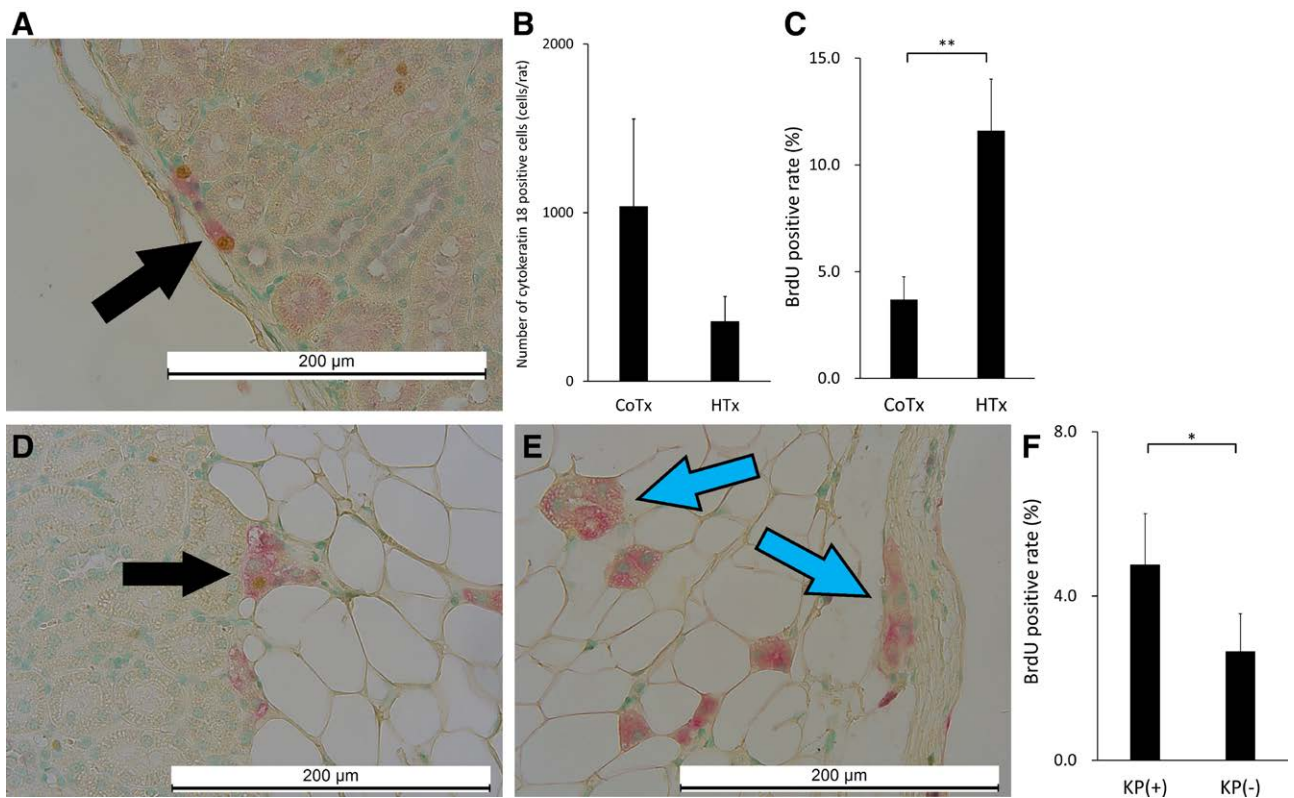 A
200 µm
B
Number of cytokeratin 18 positive cells (cells/rat)
2000
1000
0
CoTx HTx
C
**
BrdU positive rate (%)
15.0
10.0
5.0
0.0
CoTx HTx
D
200 µm
E
200 µm
F
*
BrdU positive rate (%)
8.0
4.0
0.0
KP(+) KP(-)